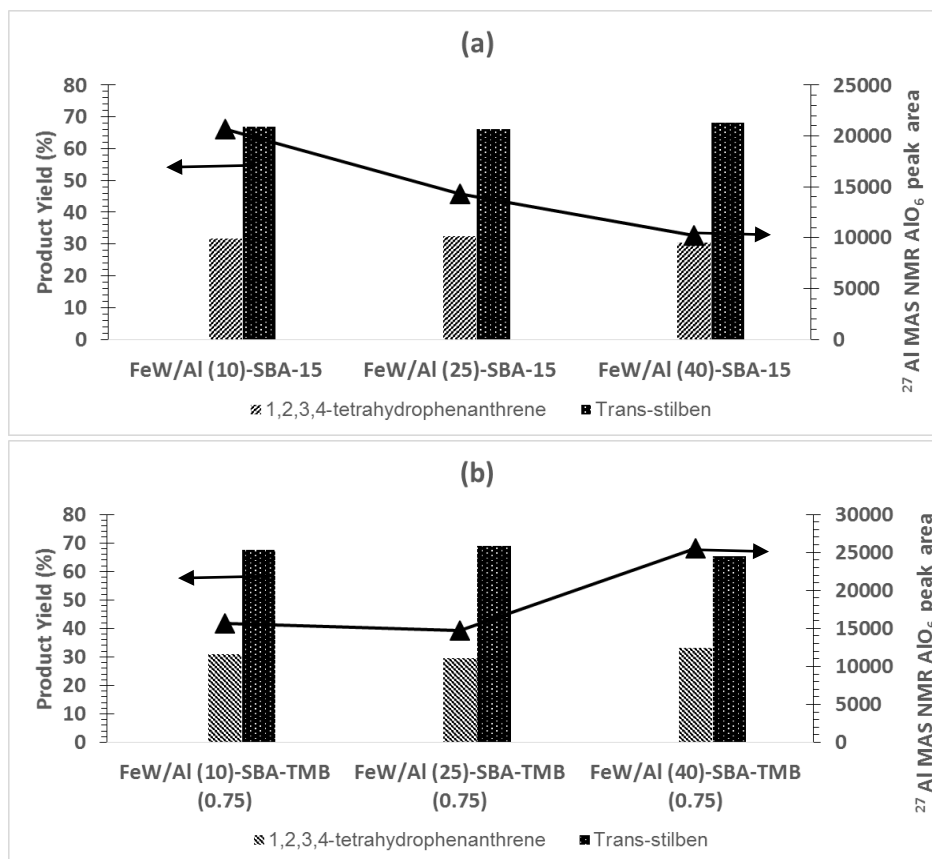 (a)
Product Yield (%)
80
70
60
50
40
30
20
10
0
25000
20000
15000
10000
5000
0
27 Al MAS NMR AlO6 peak area
FeW/Al (10)-SBA-15 FeW/Al (25)-SBA-15 FeW/Al (40)-SBA-15
1,2,3,4-tetrahydrophenanthrene Trans-stilben
(b)
Product Yield (%)
80
70
60
50
40
30
20
10
0
30000
25000
20000
15000
10000
5000
0
27 Al MAS NMR AlO6 peak area
FeW/Al (10)-SBA-TMB FeW/Al (25)-SBA-TMB FeW/Al (40)-SBA-TMB
(0.75) (0.75) (0.75)
1,2,3,4-tetrahydrophenanthrene Trans-stilben